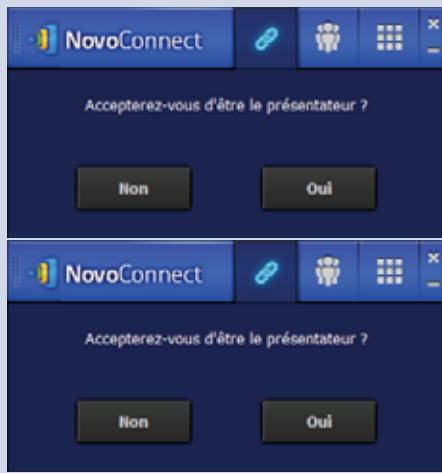 NovoConnect
Accepterez-vous d'être le présentateur ?
Non Oui
NovoConnect
Accepterez-vous d'être le présentateur ?
Non Oui